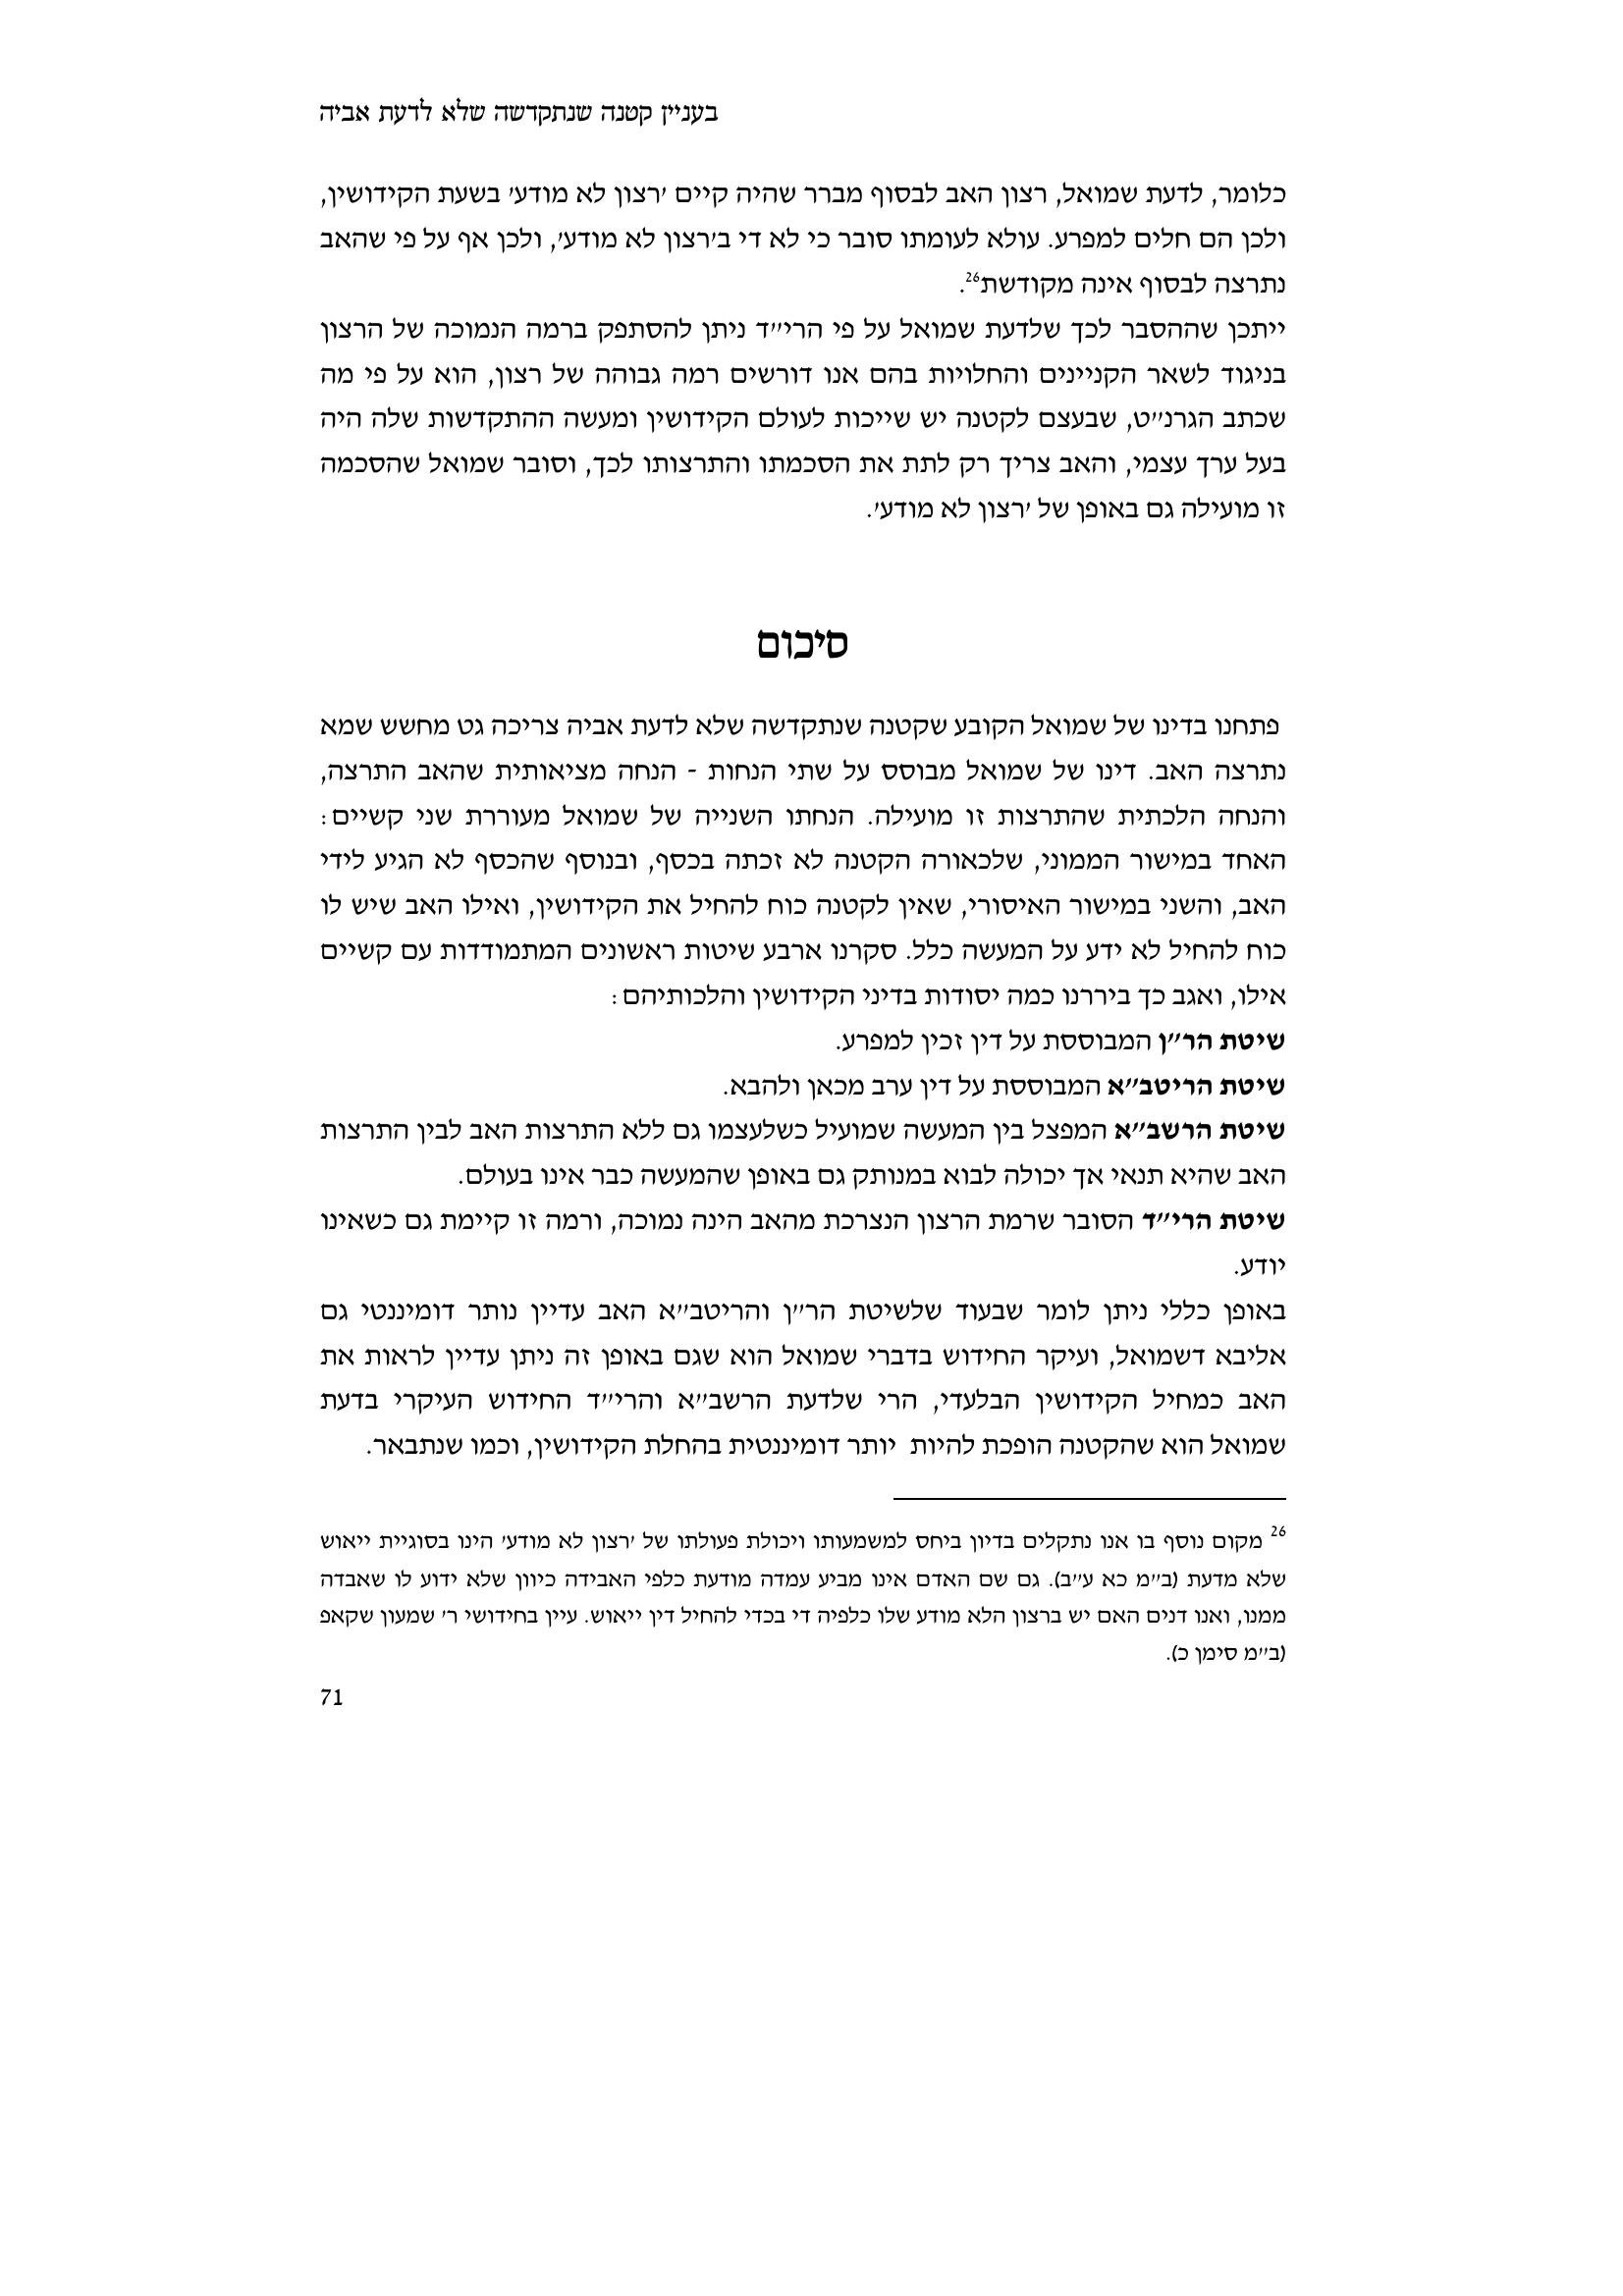 בעניין קטנה שנתקדשה שלא לדעת אביה
כלומר, לדעת שמואל, רצון האב לבסוף מברר שהיה קיים 'רצון לא מודע' בשעת הקידושין,
ולכן הם חלים למפרע. עולא לעומתו סובר כי לא די ב'רצון לא מודע', ולכן אף על פי שהאב
נתרצה לבסוף אינה מקודשת26.
ייתכן שההסבר לכך שלדעת שמואל על פי הרי"ד ניתן להסתפק ברמה הנמוכה של הרצון
בניגוד לשאר הקניינים והחלויות בהם אנו דורשים רמה גבוהה של רצון, הוא על פי מה
שכתב הגרנ"ט, שבעצם לקטנה יש שייכות לעולם הקידושין ומעשה ההתקדשות שלה היה
בעל ערך עצמי, והאב צריך רק לתת את הסכמתו והתרצותו לכך, וסובר שמואל שהסכמה
זו מועילה גם באופן של 'רצון לא מודע'.
סיכום
פתחנו בדינו של שמואל הקובע שקטנה שנתקדשה שלא לדעת אביה צריכה גט מחשש שמא
נתרצה האב. דינו של שמואל מבוסס על שתי הנחות - הנחה מציאותית שהאב התרצה,
והנחה הלכתית שהתרצות זו מועילה. הנחתו השנייה של שמואל מעוררת שני קשיים:
האחד במישור הממוני, שלכאורה הקטנה לא זכתה בכסף, ובנוסף שהכסף לא הגיע לידי
האב, והשני במישור האיסורי, שאין לקטנה כוח להחיל את הקידושין, ואילו האב שיש לו
כוח להחיל לא ידע על המעשה כלל. סקרנו ארבע שיטות ראשונים המתמודדות עם קשיים
אילו, ואגב כך ביררנו כמה יסודות בדיני הקידושין והלכותיהם:
שיטת הר"ן המבוססת על דין זכין למפרע.
שיטת הריטב"א המבוססת על דין ערב מכאן ולהבא.
שיטת הרשב"א המפצל בין המעשה שמועיל כשלעצמו גם ללא התרצות האב לבין התרצות
האב שהיא תנאי אך יכולה לבוא במנותק גם באופן שהמעשה כבר אינו בעולם.
שיטת הרי"ד הסובר שרמת הרצון הנצרכת מהאב הינה נמוכה, ורמה זו קיימת גם כשאינו
יודע.
באופן כללי ניתן לומר שבעוד שלשיטת הר"ן והריטב"א האב עדיין נותר דומיננטי גם
אליבא דשמואל, ועיקר החידוש בדברי שמואל הוא שגם באופן זה ניתן עדיין לראות את
האב כמחיל הקידושין הבלעדי, הרי שלדעת הרשב"א והרי"ד החידוש העיקרי בדעת
שמואל הוא שהקטנה הופכת להיות יותר דומיננטית בהחלת הקידושין, וכמו שנתבאר.
26 מקום נוסף בו אנו נתקלים בדיון ביחס למשמעותו ויכולת פעולתו של 'רצון לא מודע' הינו בסוגיית ייאוש
שלא מדעת (ב"מ כא ע"ב). גם שם האדם אינו מביע עמדה מודעת כלפי האבידה כיוון שלא ידוע לו שאבדה
ממנו, ואנו דנים האם יש ברצון הלא מודע שלו כלפיה די בכדי להחיל דין ייאוש. עיין בחידושי ר' שמעון שקאפ
(ב"מ סימן כ).
71